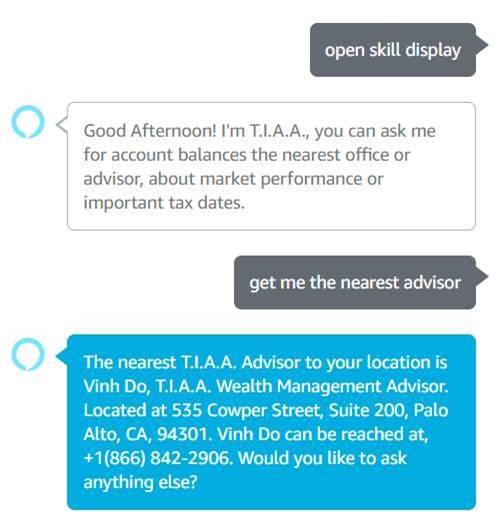 open skill display
Good Afternoon! I'm T.I.A.A., you can ask me
for account balances the nearest office or
advisor, about market performance or
important tax dates.
get me the nearest advisor
The nearest T.I.A.A. Advisor to your location is
Vinh Do, T.I.A.A. Wealth Management Advisor.
Located at 535 Cowper Street, Suite 200, Palo
Alto, CA, 94301. Vinh Do can be reached at,
+1(866) 842-2906. Would you like to ask
anything else?